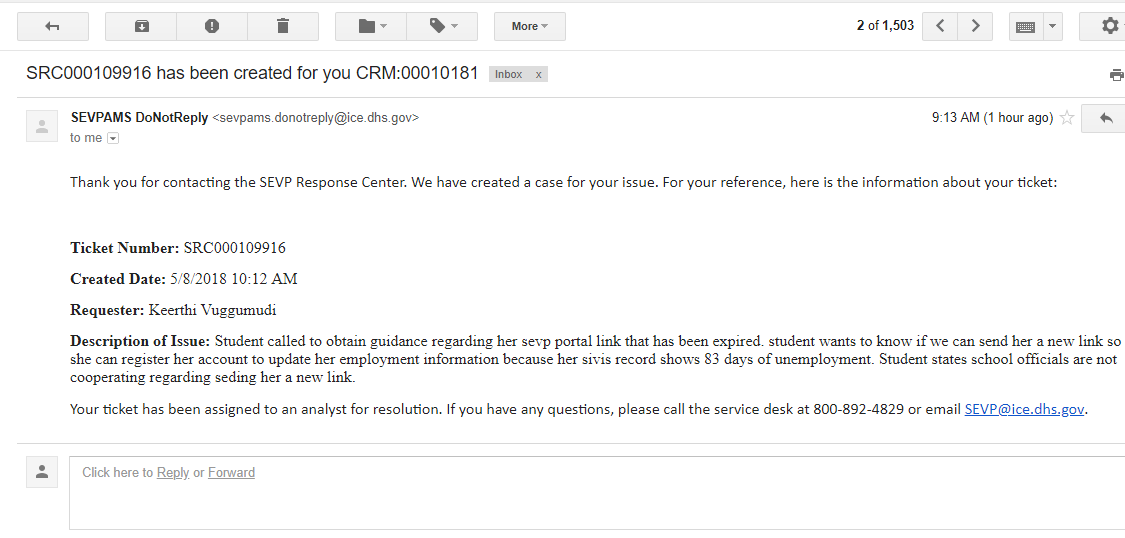 More
2 of 1,503
SRC000109916 has been created for you CRM:00010181 Inbox x
SEVPAMS DoNotReply <sevpams.donotreply@ice.dhs.gov>
9:13 AM (1 hour ago)
to me
Thank you for contacting the SEVP Response Center. We have created a case for your issue. For your reference, here is the information about your ticket:
Ticket Number: SRC000109916
Created Date: 5/8/2018 10:12 AM
Requester: Keerthi Vuggumudi
Description of Issue: Student called to obtain guidance regarding her sevp portal link that has been expired. student wants to know if we can send her a new link so
she can register her account to update her employment information because her sivis record shows 83 days of unemployment. Student states school officials are not
cooperating regarding seding her a new link.
Your ticket has been assigned to an analyst for resolution. If you have any questions, please call the service desk at 800-892-4829 or email SEVP@ice.dhs.gov.
Click here to Reply or Forward